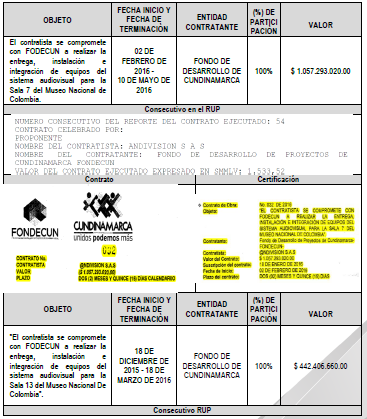 OBJETO
FECHA INICIO Y
FECHA DE
TERMINACIÓN
ENTIDAD
CONTRATANTE
(%) DE
PARTICI
PACIÓN
VALOR
El contratista se compromete
con FODECUN a realizar la
entrega, instalación e
integración de equipos del
sistema audiovisual para la
Sala 7 del Museo Nacional de
Colombia.
02 DE
FEBRERO DE
2016 -
10 DE MAYO DE
2016
FONDO DE
DESARROLLO DE
CUNDINAMARCA
100%
$ 1.057.293.020.00
Consecutivo en el RUP
NUMERO CONSECUTIVO DEL REPORTE DEL CONTRATO EJECUTADO: 54
CONTRATO CELEBRADO POR:
PROPONENTE
NOMBRE DEL CONTRATISTA: ANDIVISION S A S
NOMBRE DEL CONTRATANTE: FONDO DE DESARROLLO DE PROYECTOS DE
CUNDINAMARCA FONDECUN
VALOR DEL CONTRATO EJECUTADO EXPRESADO EN SMMLV: 1,533.52
Contrato
Certificación
FONDECUN
CUNDINAMARCA
unidos podemos más
002
CONTRATO No.
CONTRATISTA @NDIVISION S.A.S
VALOR ($ 1.057.293.020.00)
PLAZO DOS (2) MESES Y QUINCE (15) DIAS CALENDARIO
Contrato de Obra: No. 002 DE 2016
Objeto: "EL CONTRATISTA SE COMPROMETE CON
FODECUN A REALIZAR LA ENTREGA,
INSTALACIÓN E INTEGRACIÓN DE EQUIPOS DEL
SISTEMA AUDIOVISUAL PARA LA SALA 7 DEL
MUSEO NACIONAL DE COLOMBIA".
Contratante: Fondo de Desarrollo de Proyectos de Cundinamarca-
FONDECUN
Contratista: @NDIVISION S.A.S
Valor del Contrato: ($ 1.057.293.020.00)
Suscripción del contrato: 19 DE ENERO DE 2016
Fecha de Inicio: 02 DE FEBRERO DE 2016
Plazo del contrato: DOS (02) MESES Y QUINCE (15) DIAS
OBJETO
FECHA INICIO Y
FECHA DE
TERMINACIÓN
ENTIDAD
CONTRATANTE
(%) DE
PARTICI
PACIÓN
VALOR
"El contratista se compromete
con FODECUN a realizar la
entrega, instalación e
integración de equipos del
sistema audiovisual para la
Sala 13 del Museo Nacional De
Colombia".
18 DE
DICIEMBRE DE
2015 - 18 DE
MARZO DE 2016
FONDO DE
DESARROLLO DE
CUNDINAMARCA
100%
$ 442.406.660.00
Consecutivo RUP